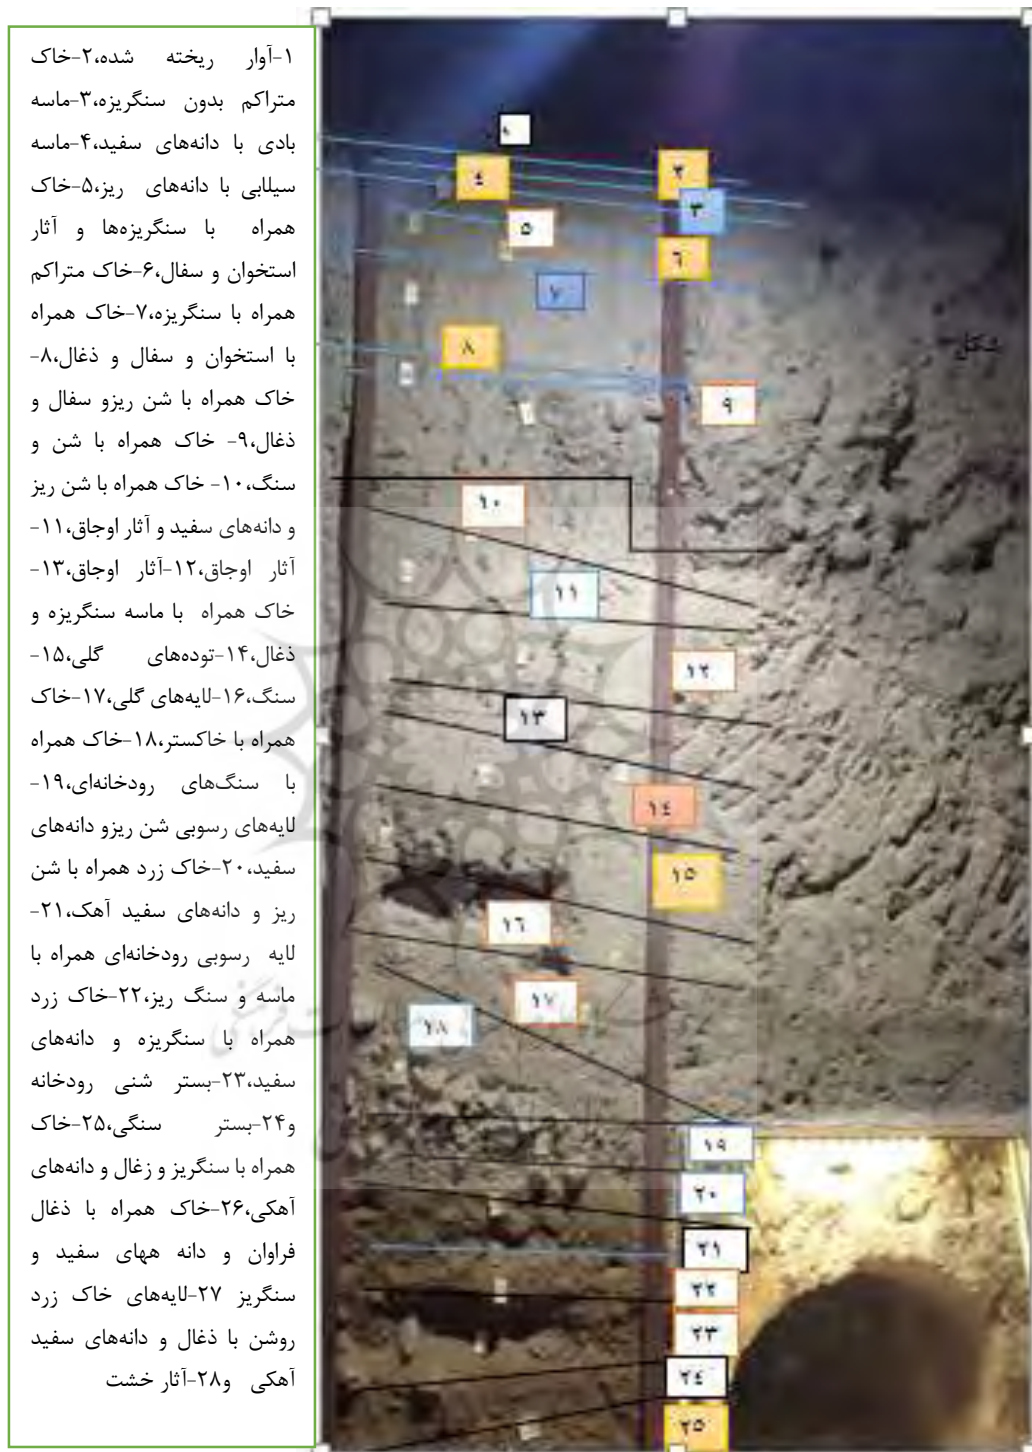 ۱-آوار ریخته شده،۲-خاک
متراکم بدون سنگریزه،۳-ماسه
بادی با دانه‌های سفید،۴-ماسه
سیلابی با دانه‌های ریز،۵-خاک
همراه با سنگریزه‌ها و آثار
استخوان و سفال،۶-خاک متراکم
همراه با سنگریزه،۷-خاک همراه
با استخوان و سفال و ذغال،۸-
خاک همراه با شن ریزو سفال و
ذغال،۹- خاک همراه با شن و
سنگ،۱۰- خاک همراه با شن ریز
و دانه‌های سفید و آثار اوجاق،۱۱-
آثار اوجاق،۱۲-آثار اوجاق،۱۳-
خاک همراه با ماسه سنگریزه و
ذغال،۱۴-توده‌های گلی،۱۵-
سنگ،۱۶-لایه‌های گلی،۱۷-خاک
همراه با خاکستر،۱۸-خاک همراه
با سنگ‌های رودخانه‌ای،۱۹-
لایه‌های رسوبی شن ریزو دانه‌های
سفید،۲۰-خاک زرد همراه با شن
ریز و دانه‌های سفید آهک،۲۱-
لایه رسوبی رودخانه‌ای همراه با
ماسه و سنگ ریز،۲۲-خاک زرد
همراه با سنگریزه و دانه‌های
سفید،۲۳-بستر شنی رودخانه
و۲۴-بستر سنگی،۲۵-خاک
همراه با سنگریز و زغال و دانه‌های
آهکی،۲۶-خاک همراه با ذغال
فراوان و دانه ههای سفید و
سنگریز ۲۷-لایه‌های خاک زرد
روشن با ذغال و دانه‌های سفید
آهکی و۲۸-آثار خشت
۲
٤
۳
۵
٦
۷
۸
شکل
۹
۱۰
۱۱
۱۲
۱۳
۱٤
۱۵
۱٦
۱۷
۱۸
۱۹
۲۰
۲۱
۲۲
۲۳
۲٤
۲۵